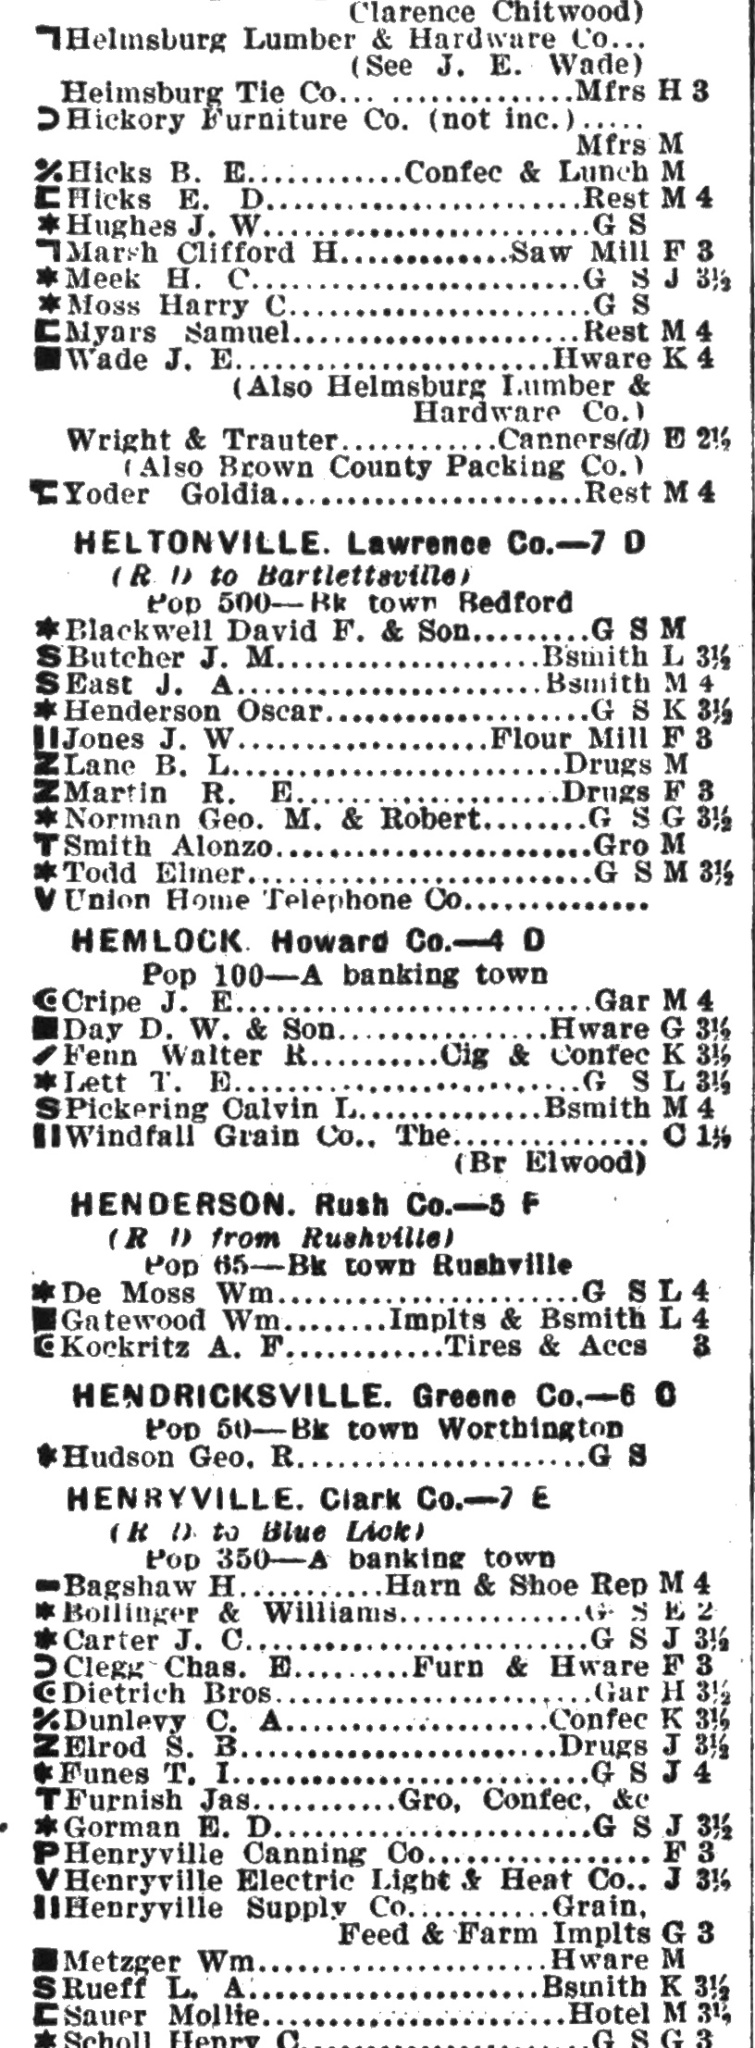 Clarence Chitwood)
Helmsburg Lumber & Hardware Co...
(See J. E. Wade)
Helmsburg Tie Co... ..............Mfrs H 3
Hickory Furniture Co. (not inc.).....
Mfrs M
Hicks B. E............Confec & Lunch M
Hicks E. D........................Rest M 4
Hughes J. W.........................G S
Marsh Clifford H.............Saw Mill F 3
Meek H. C.........................G S J 3½
Moss Harry C.......................G S
Myars Samuel......................Rest M 4
Wade J. E........................Hware K 4
(Also Helmsburg Lumber &
Hardware Co.)
Wright & Trauter............Canners(d) E 2½
(Also Brown County Packing Co.)
Yoder Goldia.......................Rest M 4
HELTONVILLE. Lawrence Co.—7 D
(R D to Bartlettsville)
Pop 500—Bk town Bedford
*Blackwell David F. & Son.........G S M
S Butcher J. M....................Bsmith L 3½
S East J. A.......................Bsmith M 4
*Henderson Oscar....................G S K 3½
Jones J. W...................Flour Mill F 3
Z Lane B. L.........................Drugs M
Z Martin R. E....................Drugs F 3
*Norman Geo. M. & Robert........G S G 3½
T Smith Alonzo........................Gro M
*Todd Elmer..........................G S M 3½
V Union Home Telephone Co..............
HEMLOCK. Howard Co.—4 D
Pop 100—A banking town
Cripe J. E...........................Gar M 4
Day D. W. & Son................Hware G 3½
Fenn Walter R..........Cig & Confec K 3½
*Lett T. E..........................G S L 3½
S Pickering Calvin L..............Bsmith M 4
Windfall Grain Co., The............... C 1½
(Br Elwood)
HENDERSON. Rush Co.—5 F
(R D from Rushville)
Pop 65—Bk town Rushville
*De Moss Wm.......................G S L 4
Gatewood Wm........Implts & Bsmith L 4
Kockritz A. F............Tires & Accs 3
HENDRICKSVILLE. Greene Co.—6 C
Pop 50—Bk town Worthington
*Hudson Geo. R......................G S
HENRYVILLE. Clark Co.—7 E
(R D to Blue Lick)
Pop 350—A banking town
Bagshaw H...........Harn & Shoe Rep M 4
*Bollinger & Williams..............G S E 2
*Carter J. C..........................G S J 3½
Clegg Chas. E.........Furn & Hware F 3
Dietrich Bros........................Gar H 3½
Dunlevy C. A....................Confec K 3½
Z Elrod S. B........................Drugs J 3½
*Funes T. I...........................G S J 4
T Furnish Jas...........Gro, Confec, &c
*Gorman E. D........................G S J 3½
P Henryville Canning Co................. F 3
V Henryville Electric Light & Heat Co.. J 3½
Henryville Supply Co...........Grain,
Feed & Farm Implts G 3
Metzger Wm......................Hware M
S Rueff L. A......................Bsmith K 3½
Sauer Mollie.......................Hotel M 3½
*Scholl Henry C......................G S G 3